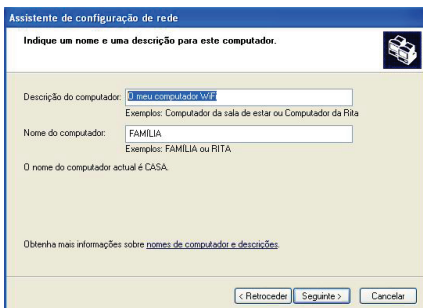 Assistente de configuração de rede
Indique um nome e uma descrição para este computador.
Descrição do computador: O meu computador WiFi
Exemplos: Computador da sala de estar ou Computador da Rita
Nome do computador: FAMÍLIA
Exemplos: FAMÍLIA ou RITA
O nome do computador actual é CASA.
Obtenha mais informações sobre nomes de computador e descrições.
< Retroceder Seguinte > Cancelar